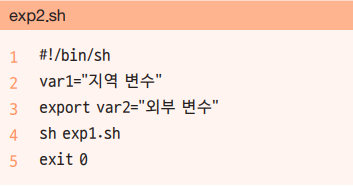 exp2.sh
1 #!/bin/sh
2 var1="지역 변수"
3 export var2="외부 변수"
4 sh exp1.sh
5 exit 0